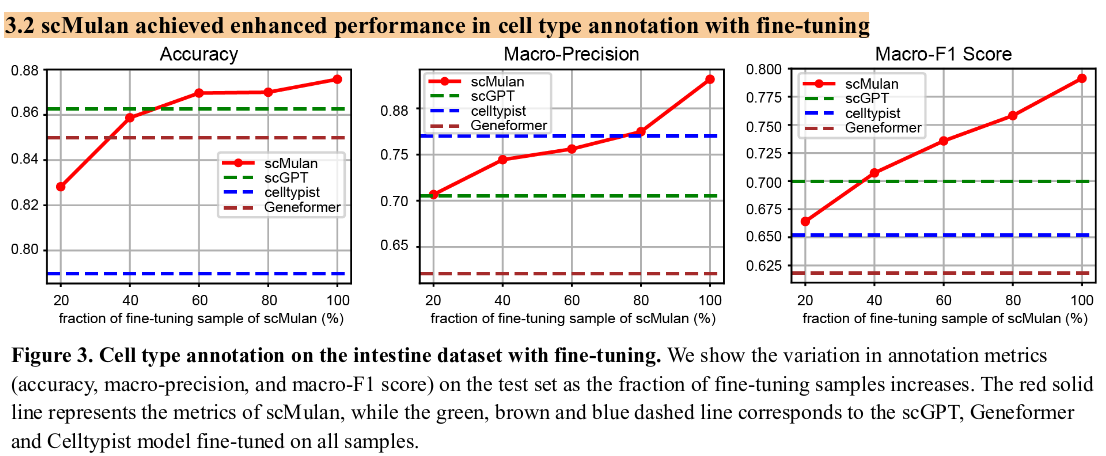 3.2 scMulan achieved enhanced performance in cell type annotation with fine-tuning
Accuracy
0.88
0.86
0.84
0.82
0.80
scMulan
scGPT
celltypist
Geneformer
20 40 60 80 100
fraction of fine-tuning sample of scMulan (%)
Macro-Precision
0.88
0.75
0.70
0.65
scMulan
scGPT
celltypist
Geneformer
20 40 60 80 100
fraction of fine-tuning sample of scMulan (%)
Macro-F1 Score
0.800
0.775
0.750
0.725
0.700
0.675
0.650
0.625
scMulan
scGPT
celltypist
Geneformer
20 40 60 80 100
fraction of fine-tuning sample of scMulan (%)
Figure 3. Cell type annotation on the intestine dataset with fine-tuning. We show the variation in annotation metrics
(accuracy, macro-precision, and macro-F1 score) on the test set as the fraction of fine-tuning samples increases. The red solid
line represents the metrics of scMulan, while the green, brown and blue dashed line corresponds to the scGPT, Geneformer
and Celltypist model fine-tuned on all samples.